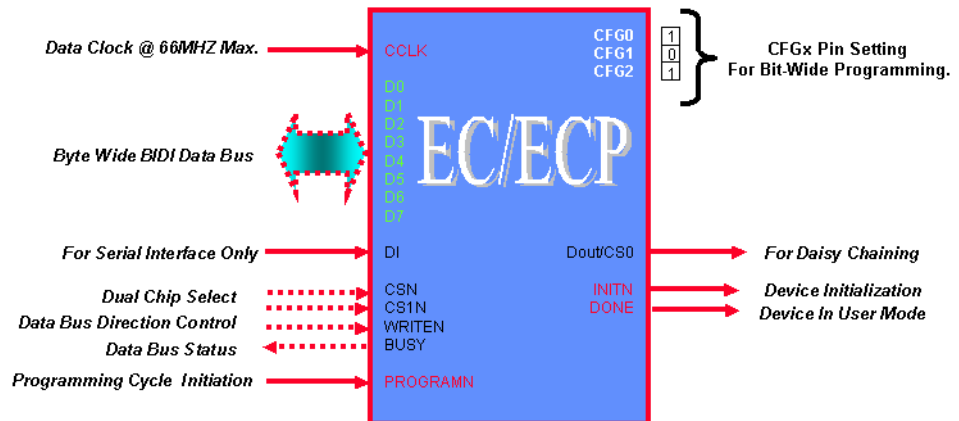 Data Clock @ 66MHZ Max.
CCLK
CFG0 1
CFG1 0
CFG2 1
CFGx Pin Setting
For Bit-Wide Programming.
D0
D1
D2
D3
D4
D5
D6
D7
EC/ECP
Byte Wide BIDI Data Bus
For Serial Interface Only
DI
Dout/CS0
For Daisy Chaining
Dual Chip Select
CSN
CS1N
INITN
Device Initialization
DONE
Device In User Mode
Data Bus Direction Control
WRITEN
Data Bus Status
BUSY
Programming Cycle Initiation
PROGRAMN